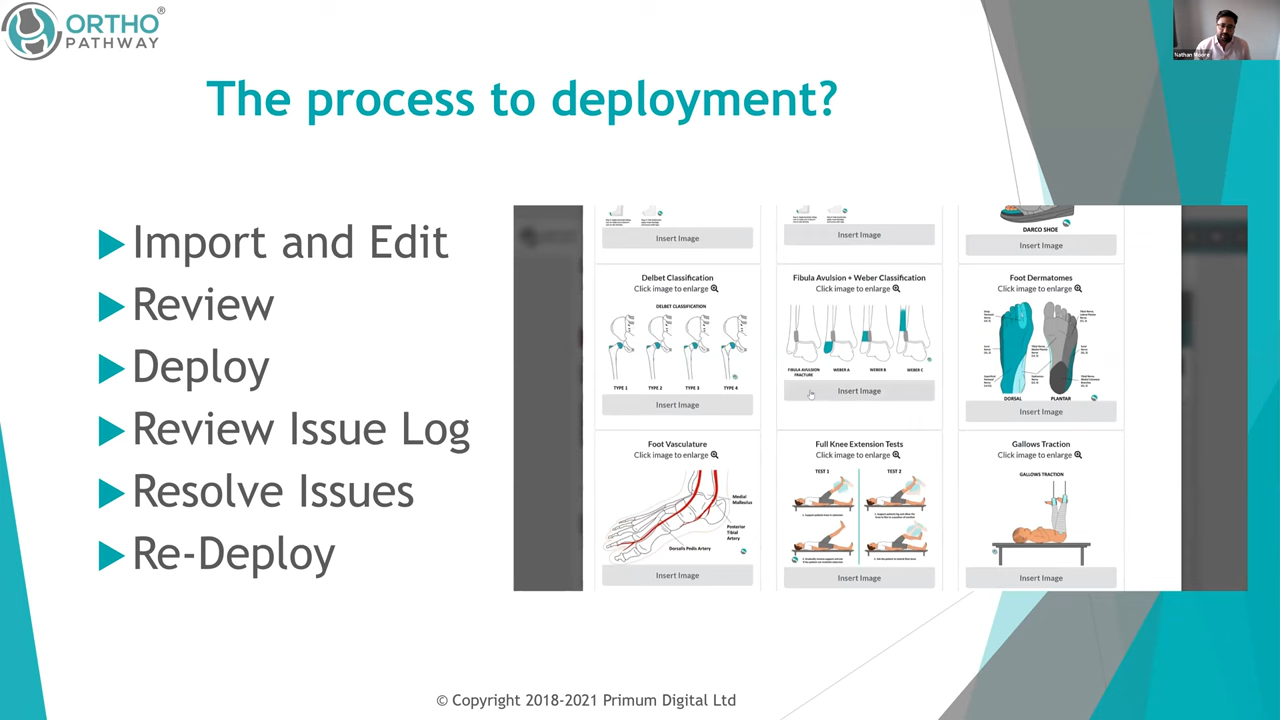 ORTHO®
PATHWAY
Nathan Moore
The process to deployment?
Import and Edit
Review
Deploy
Review Issue Log
Resolve Issues
Re-Deploy
Insert Image
Insert Image
DARCO SHOE
Insert Image
Delbet Classification
Click image to enlarge
DELBET CLASSIFICATION
TYPE 1 TYPE 2 TYPE 3 TYPE 4
Insert Image
Fibula Avulsion + Weber Classification
Click image to enlarge
FIBULA AVULSION
FRACTURE
WEBER A WEBER B WEBER C
Insert Image
Foot Dermatomes
Click image to enlarge
DORSAL PLANTAR
Insert Image
Foot Vasculature
Click image to enlarge
Medial
Malleolus
Posterior
Tibial
Artery
Dorsalis Pedis Artery
Insert Image
Full Knee Extension Tests
Click image to enlarge
TEST 1 TEST 2
Insert Image
Gallows Traction
Click image to enlarge
GALLOWS TRACTION
Insert Image
© Copyright 2018-2021 Primum Digital Ltd